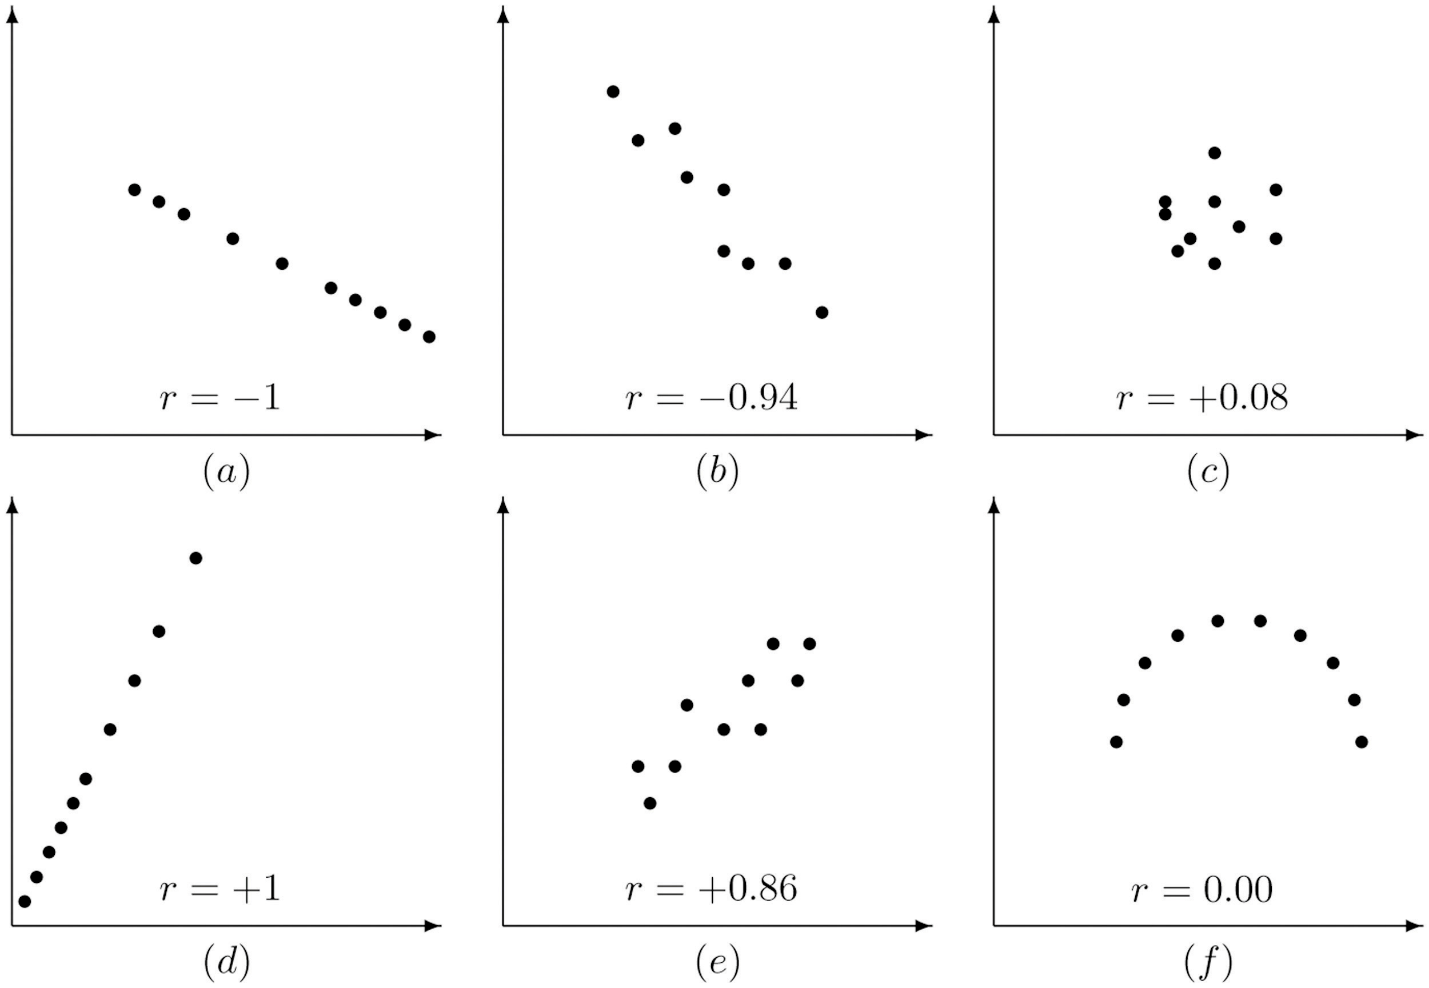 r = −1
(a)
r = −0.94
(b)
r = +0.08
(c)
r = +1
(d)
r = +0.86
(e)
r = 0.00
(f)